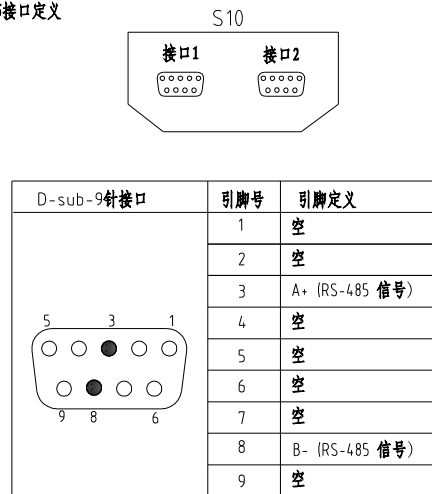 接口定义
S10
接口1
接口2
D-sub-9针接口 引脚号 引脚定义
1 空
2 空
3 A+ (RS-485 信号)
4 空
5 空
6 空
7 空
8 B- (RS-485 信号)
9 空
5 3 1
9 8 6